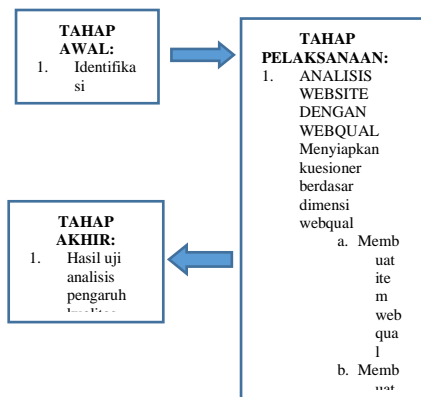 TAHAP
AWAL:
1. Identifika
si
TAHAP
PELAKSANAAN:
1. ANALISIS
WEBSITE
DENGAN
WEBQUAL
Menyiapkan
kuesioner
berdasar
dimensi
webqual
a. Memb
uat
ite
m
web
qua
l
b. Memb
uat
TAHAP
AKHIR:
1. Hasil uji
analisis
pengaruh